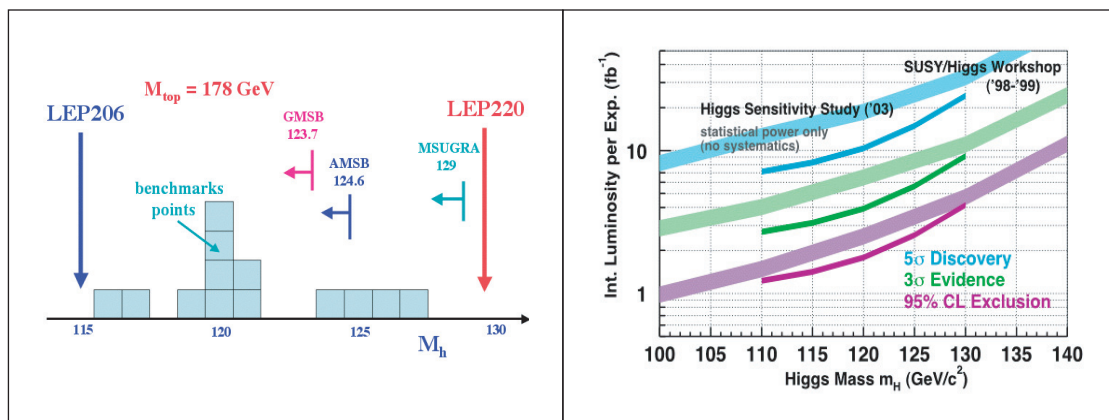 M_top = 178 GeV
LEP206
LEP220
GMSB
123.7
AMSB
124.6
MSUGRA
129
benchmarks
points
115
120
125
130
M_h
Int. Luminosity per Exp. (fb⁻¹)
SUSY/Higgs Workshop
('98-'99)
Higgs Sensitivity Study ('03)
statistical power only
(no systematics)
10
1
5σ Discovery
3σ Evidence
95% CL Exclusion
100 105 110 115 120 125 130 135 140
Higgs Mass m_H (GeV/c²)